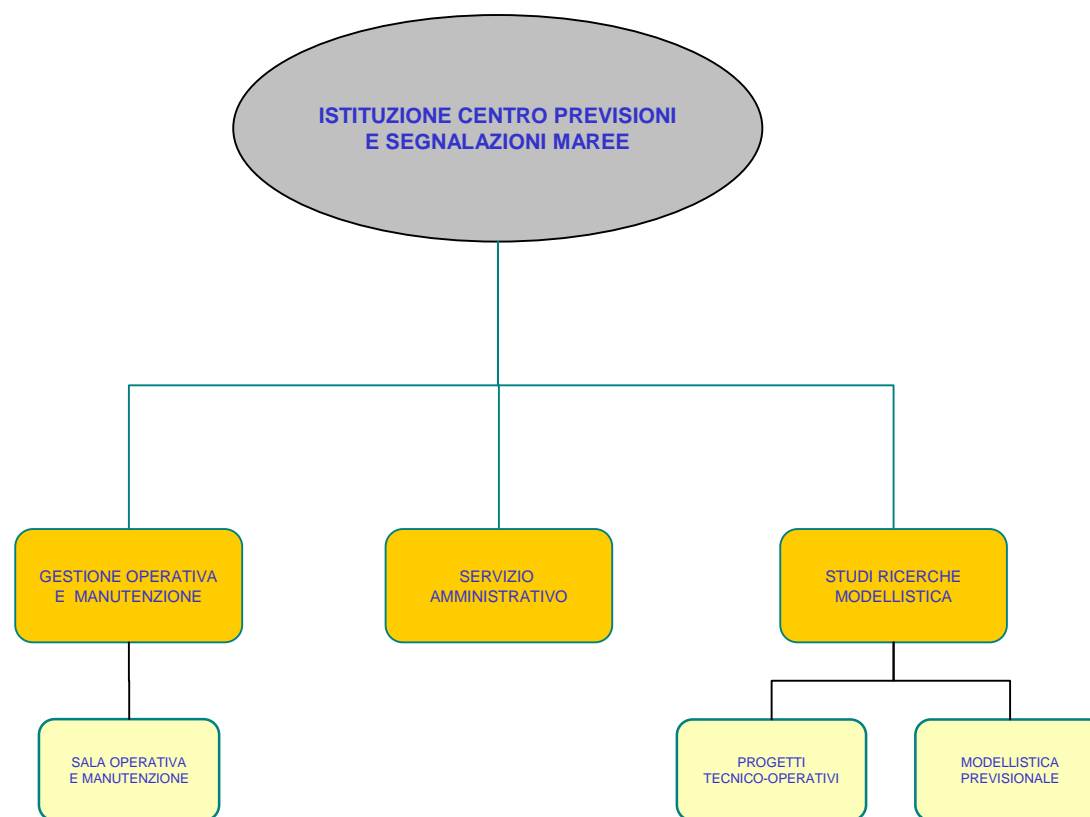 ISTITUZIONE CENTRO PREVISIONI
E SEGNALAZIONI MAREE
GESTIONE OPERATIVA
E MANUTENZIONE
SERVIZIO
AMMINISTRATIVO
STUDI RICERCHE
MODELLISTICA
SALA OPERATIVA
E MANUTENZIONE
PROGETTI
TECNICO-OPERATIVI
MODELLISTICA
PREVISIONALE